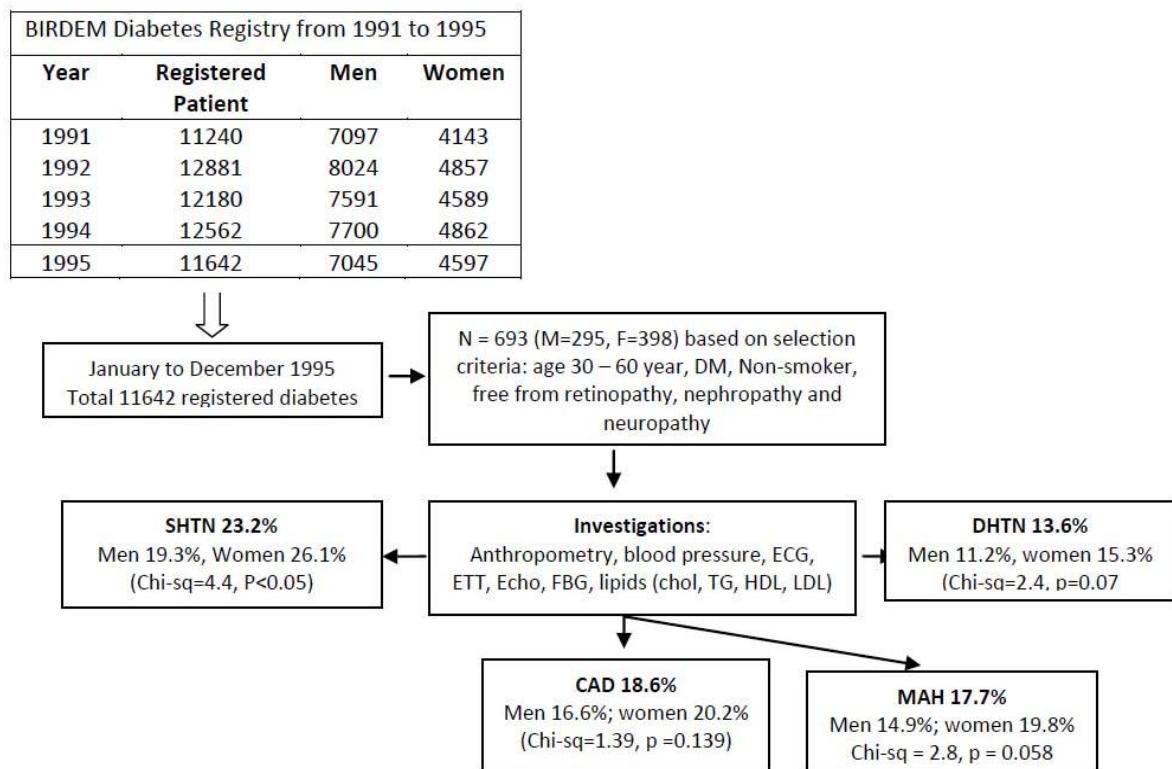 BIRDEM Diabetes Registry from 1991 to 1995
Year Registered Patient Men Women
1991 11240 7097 4143
1992 12881 8024 4857
1993 12180 7591 4589
1994 12562 7700 4862
1995 11642 7045 4597
January to December 1995
Total 11642 registered diabetes
N = 693 (M=295, F=398) based on selection
criteria: age 30 – 60 year, DM, Non-smoker,
free from retinopathy, nephropathy and
neuropathy
SHTN 23.2%
Men 19.3%, Women 26.1%
(Chi-sq=4.4, P<0.05)
Investigations:
Anthropometry, blood pressure, ECG,
ETT, Echo, FBG, lipids (chol, TG, HDL, LDL)
DHTN 13.6%
Men 11.2%, women 15.3%
(Chi-sq=2.4, p=0.07
CAD 18.6%
Men 16.6%; women 20.2%
(Chi-sq=1.39, p =0.139)
MAH 17.7%
Men 14.9%; women 19.8%
Chi-sq = 2.8, p = 0.058